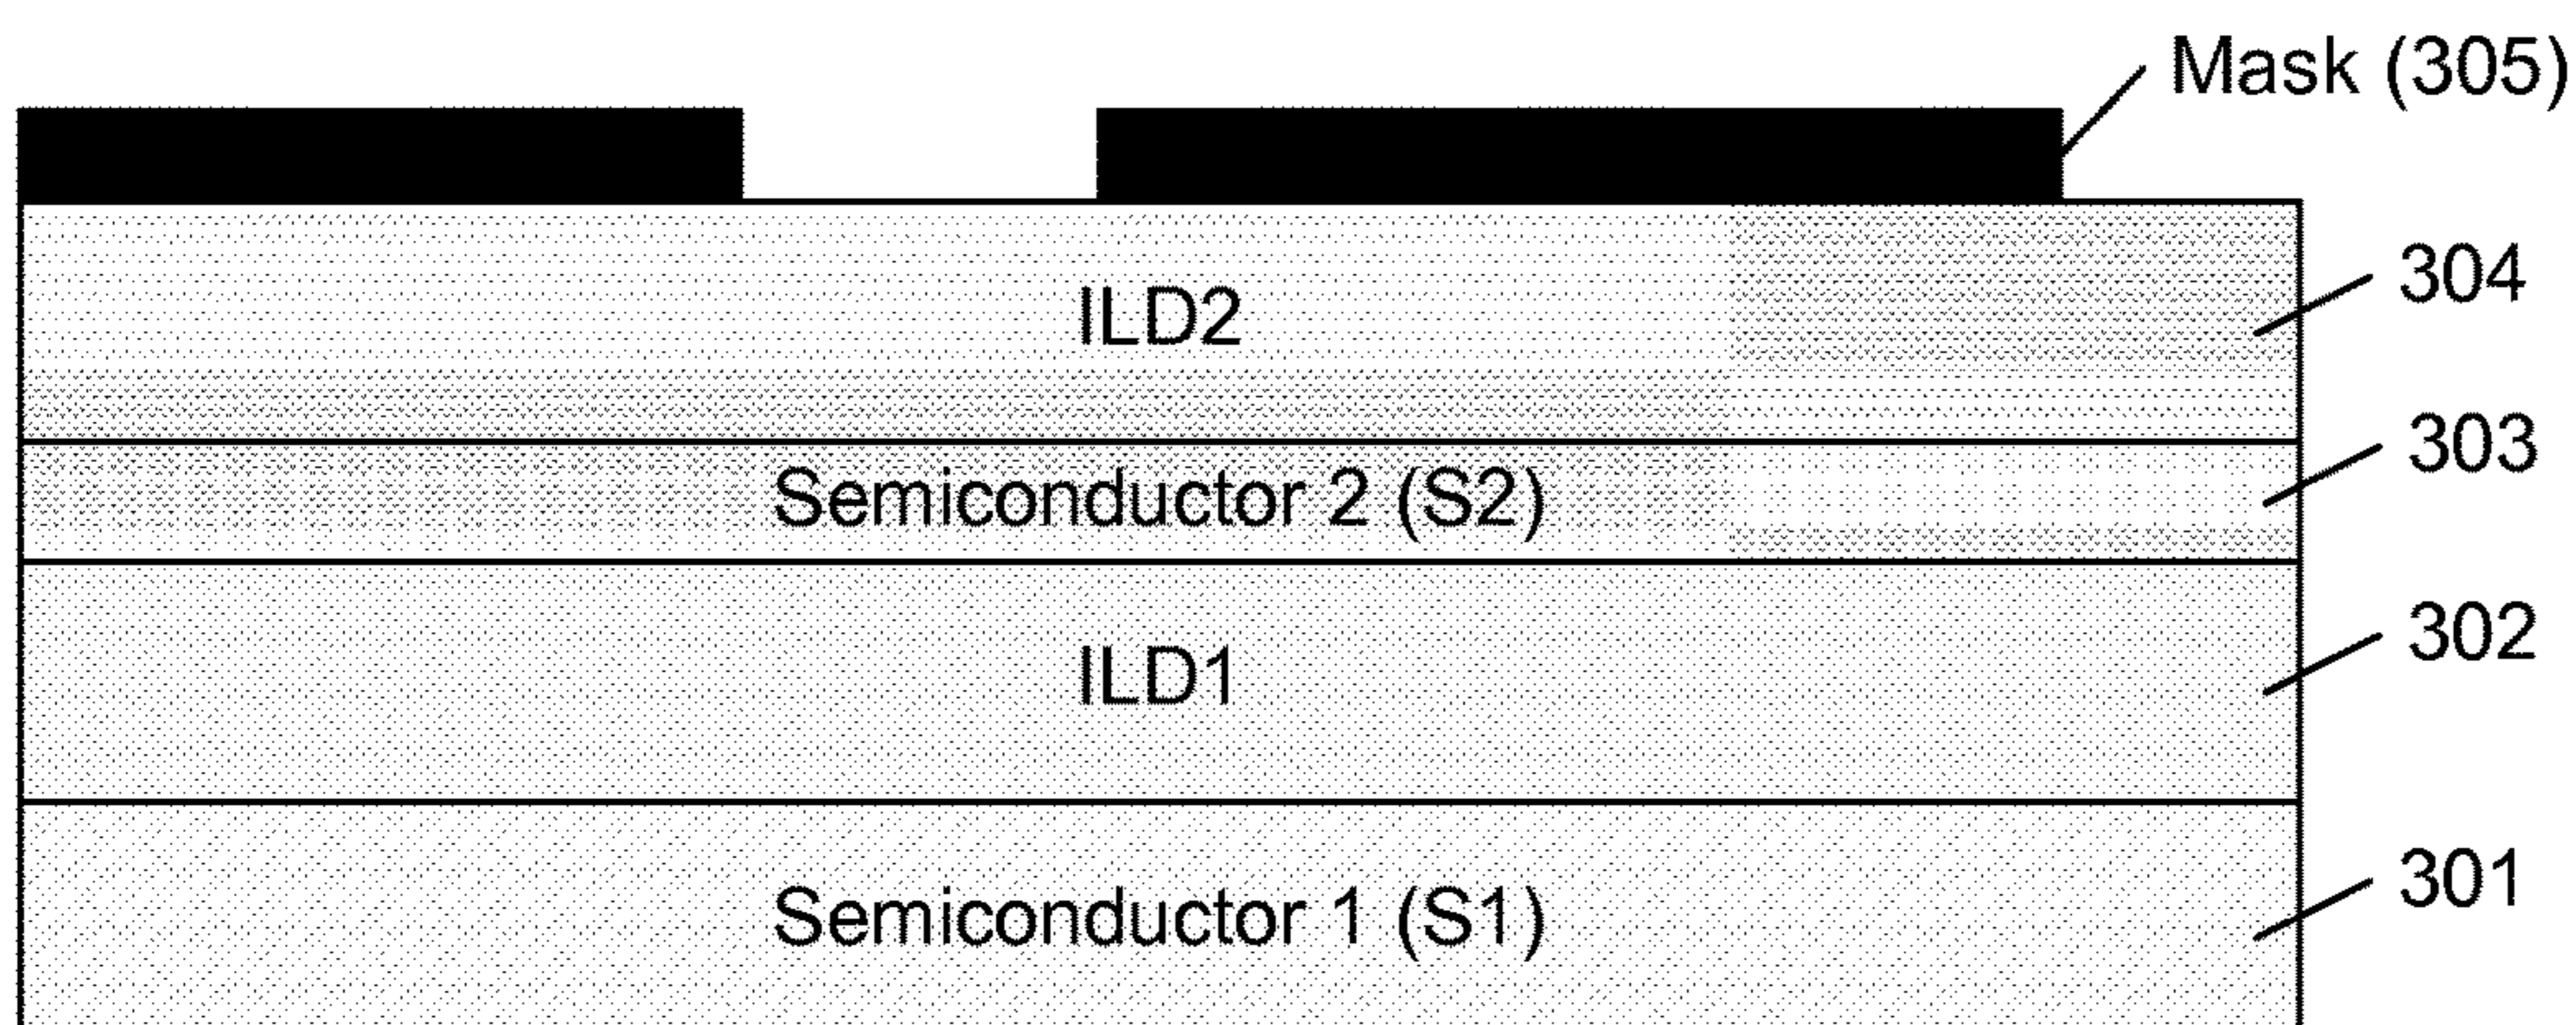 Mask (305)
304
ILD2
303
Semiconductor 2 (S2)
302
ILD1
301
Semiconductor 1 (S1)